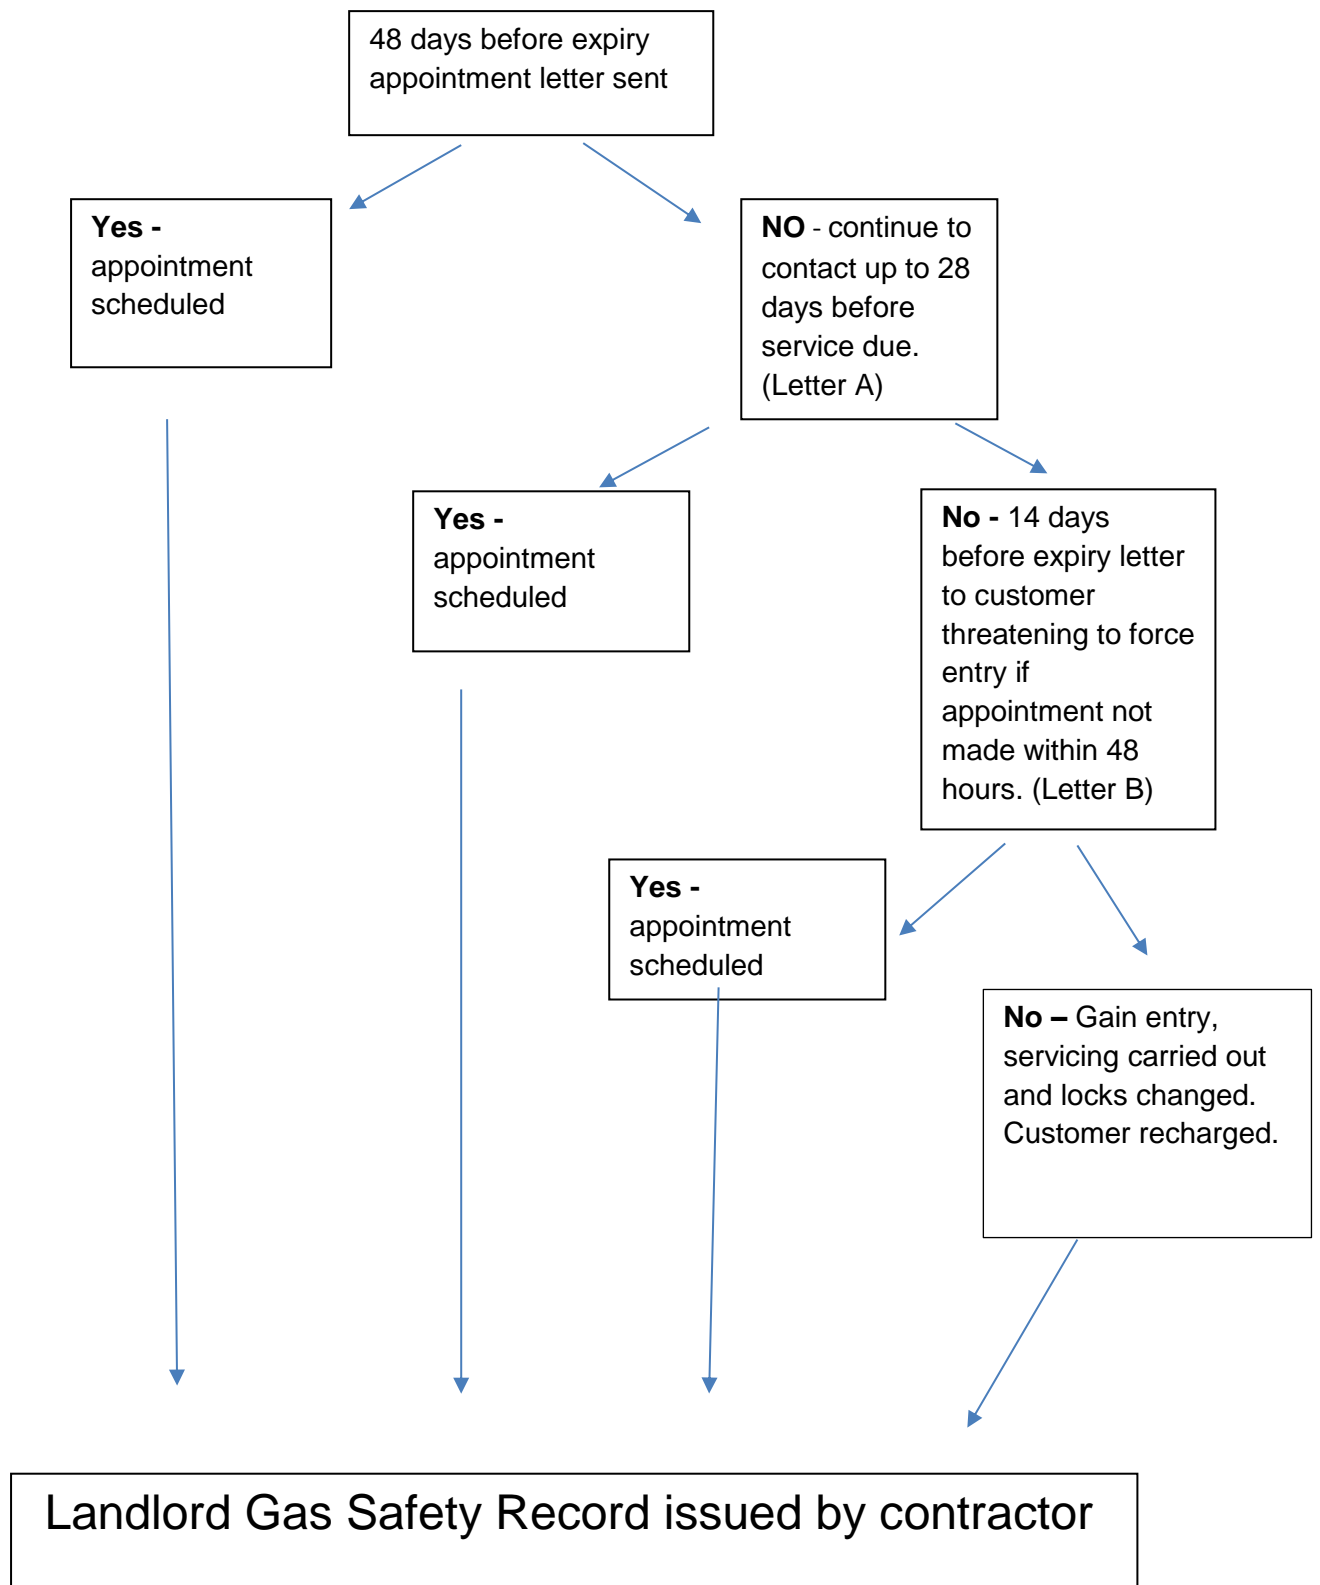 48 days before expiry
appointment letter sent
Yes -
appointment
scheduled
NO - continue to
contact up to 28
days before
service due.
(Letter A)
Yes -
appointment
scheduled
No - 14 days
before expiry letter
to customer
threatening to force
entry if
appointment not
made within 48
hours. (Letter B)
Yes -
appointment
scheduled
No – Gain entry,
servicing carried out
and locks changed.
Customer recharged.
Landlord Gas Safety Record issued by contractor